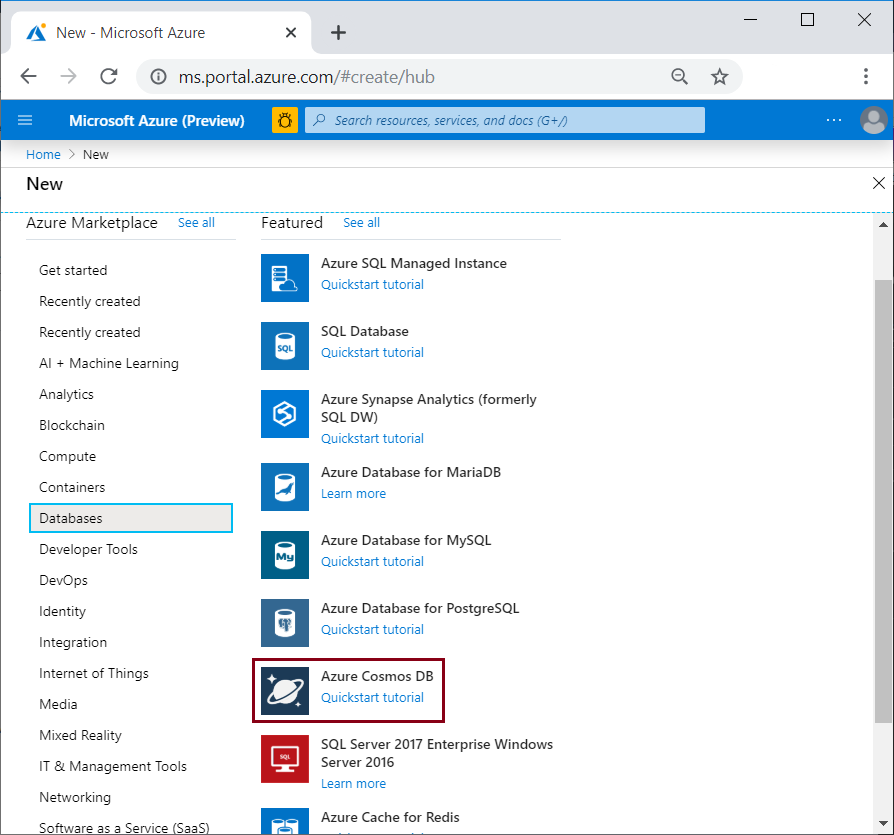 New - Microsoft Azure
ms.portal.azure.com/#create/hub
Microsoft Azure (Preview)
Search resources, services, and docs (G+/)
Home > New
New
Azure Marketplace See all
Get started
Recently created
Recently created
AI + Machine Learning
Analytics
Blockchain
Compute
Containers
Databases
Developer Tools
DevOps
Identity
Integration
Internet of Things
Media
Mixed Reality
IT & Management Tools
Networking
Software as a Service (SaaS)
Featured See all
Azure SQL Managed Instance
Quickstart tutorial
SQL
SQL Database
Quickstart tutorial
Azure Synapse Analytics (formerly
SQL DW)
Quickstart tutorial
Azure Database for MariaDB
Learn more
My
Azure Database for MySQL
Quickstart tutorial
Azure Database for PostgreSQL
Quickstart tutorial
Azure Cosmos DB
Quickstart tutorial
SQL
SQL Server 2017 Enterprise Windows
Server 2016
Learn more
Azure Cache for Redis